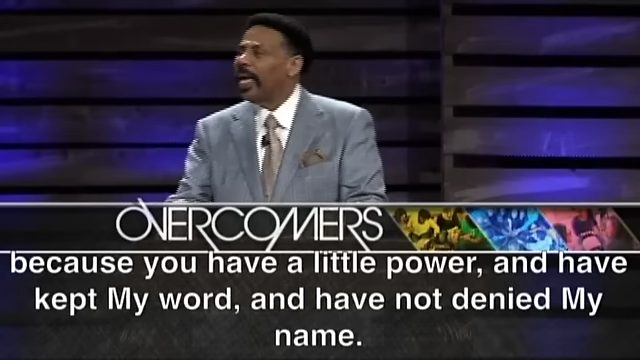 OVERCOMERS
because you have a little power, and have
kept My word, and have not denied My
name.